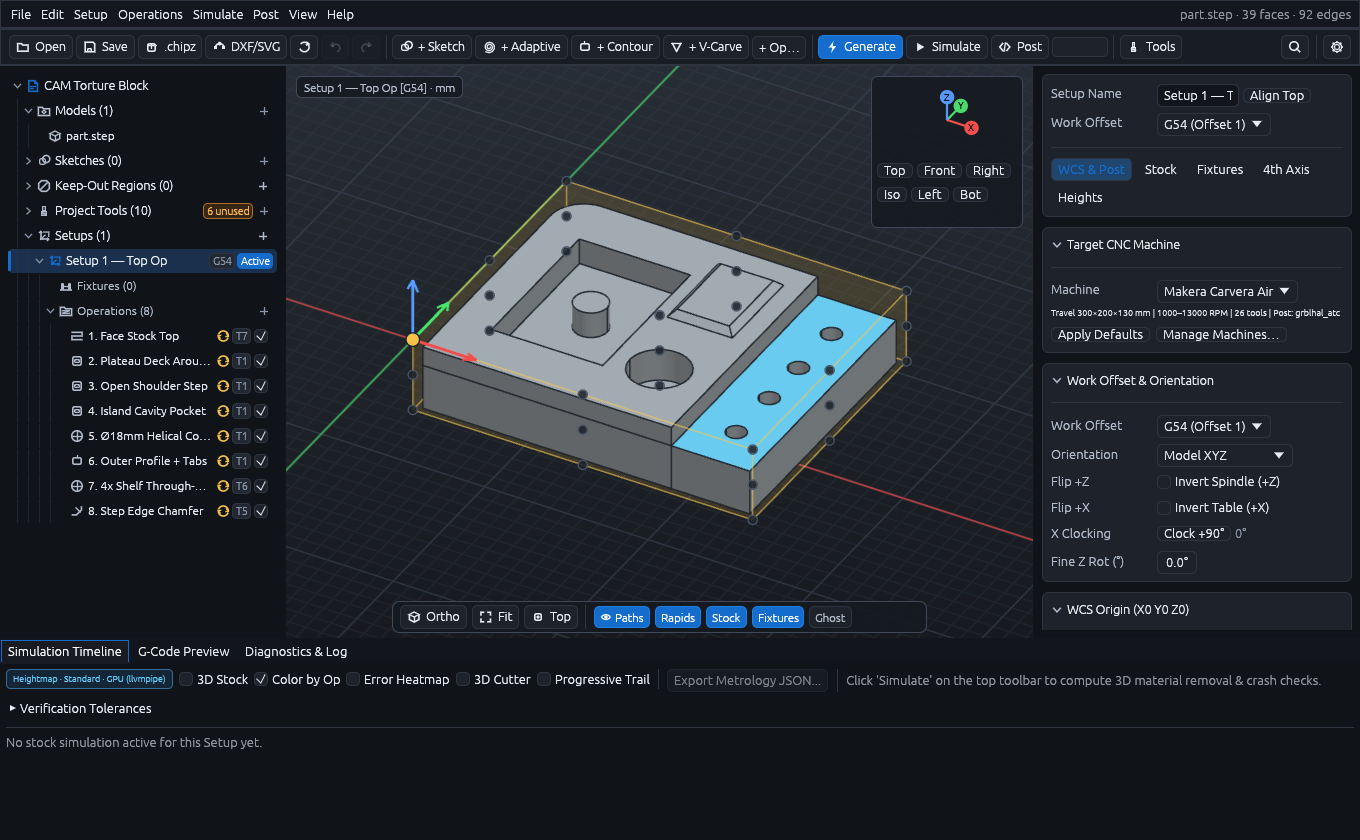 File Edit Setup Operations Simulate Post View Help
part.step · 39 faces · 92 edges
Open Save .chipz DXF/SVG + Sketch + Adaptive + Contour + V-Carve + Op… Generate Simulate Post Tools
CAM Torture Block
Models (1)
part.step
Sketches (0)
Keep-Out Regions (0)
Project Tools (10) 6 unused
Setups (1)
Setup 1 — Top Op G54 Active
Fixtures (0)
Operations (8)
1. Face Stock Top T7
2. Plateau Deck Arou… T1
3. Open Shoulder Step T1
4. Island Cavity Pocket T1
5. Ø18mm Helical Co… T1
6. Outer Profile + Tabs T1
7. 4x Shelf Through-… T6
8. Step Edge Chamfer T5
Setup 1 — Top Op [G54] · mm
Z Y X
Top Front Right
Iso Left Bot
Ortho Fit Top Paths Rapids Stock Fixtures Ghost
Setup Name Setup 1 — T Align Top
Work Offset G54 (Offset 1)
WCS & Post Stock Fixtures 4th Axis
Heights
Target CNC Machine
Machine Makera Carvera Air
Travel 300×200×130 mm | 1000–13000 RPM | 26 tools | Post: grblhal_atc
Apply Defaults Manage Machines…
Work Offset & Orientation
Work Offset G54 (Offset 1)
Orientation Model XYZ
Flip +Z Invert Spindle (+Z)
Flip +X Invert Table (+X)
X Clocking Clock +90° 0°
Fine Z Rot (°) 0.0°
WCS Origin (X0 Y0 Z0)
Simulation Timeline G-Code Preview Diagnostics & Log
Heightmap · Standard · GPU (llvmpipe) 3D Stock Color by Op Error Heatmap 3D Cutter Progressive Trail Export Metrology JSON… Click 'Simulate' on the top toolbar to compute 3D material removal & crash checks.
Verification Tolerances
No stock simulation active for this Setup yet.